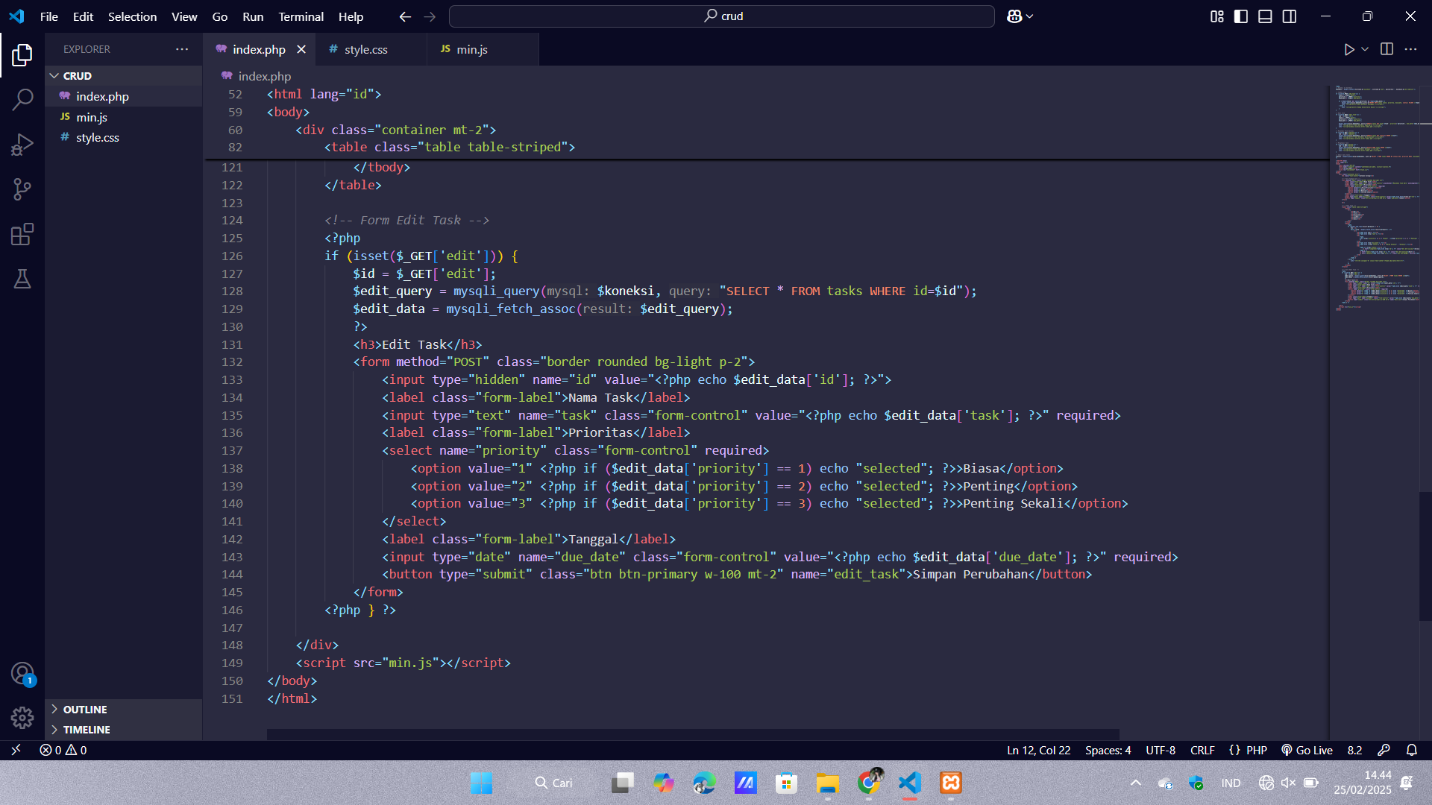 File Edit Selection View Go Run Terminal Help
crud
EXPLORER
CRUD
index.php
JS min.js
# style.css
OUTLINE
TIMELINE
index.php
# style.css
JS min.js
index.php
52 <html lang="id">
59 <body>
60 <div class="container mt-2">
82 <table class="table table-striped">
121 </tbody>
122 </table>
123
124 <!-- Form Edit Task -->
125 <?php
126 if (isset($_GET['edit'])) {
127 $id = $_GET['edit'];
128 $edit_query = mysqli_query(mysql: $koneksi, query: "SELECT * FROM tasks WHERE id=$id");
129 $edit_data = mysqli_fetch_assoc(result: $edit_query);
130 ?>
131 <h3>Edit Task</h3>
132 <form method="POST" class="border rounded bg-light p-2">
133 <input type="hidden" name="id" value="<?php echo $edit_data['id']; ?>">
134 <label class="form-label">Nama Task</label>
135 <input type="text" name="task" class="form-control" value="<?php echo $edit_data['task']; ?>" required>
136 <label class="form-label">Prioritas</label>
137 <select name="priority" class="form-control" required>
138 <option value="1" <?php if ($edit_data['priority'] == 1) echo "selected"; ?>>Biasa</option>
139 <option value="2" <?php if ($edit_data['priority'] == 2) echo "selected"; ?>>Penting</option>
140 <option value="3" <?php if ($edit_data['priority'] == 3) echo "selected"; ?>>Penting Sekali</option>
141 </select>
142 <label class="form-label">Tanggal</label>
143 <input type="date" name="due_date" class="form-control" value="<?php echo $edit_data['due_date']; ?>" required>
144 <button type="submit" class="btn btn-primary w-100 mt-2" name="edit_task">Simpan Perubahan</button>
145 </form>
146 <?php } ?>
147
148 </div>
149 <script src="min.js"></script>
150 </body>
151 </html>
1
0 0
Ln 12, Col 22 Spaces: 4 UTF-8 CRLF {} PHP Go Live 8.2
Cari
IND
14.44
25/02/2025